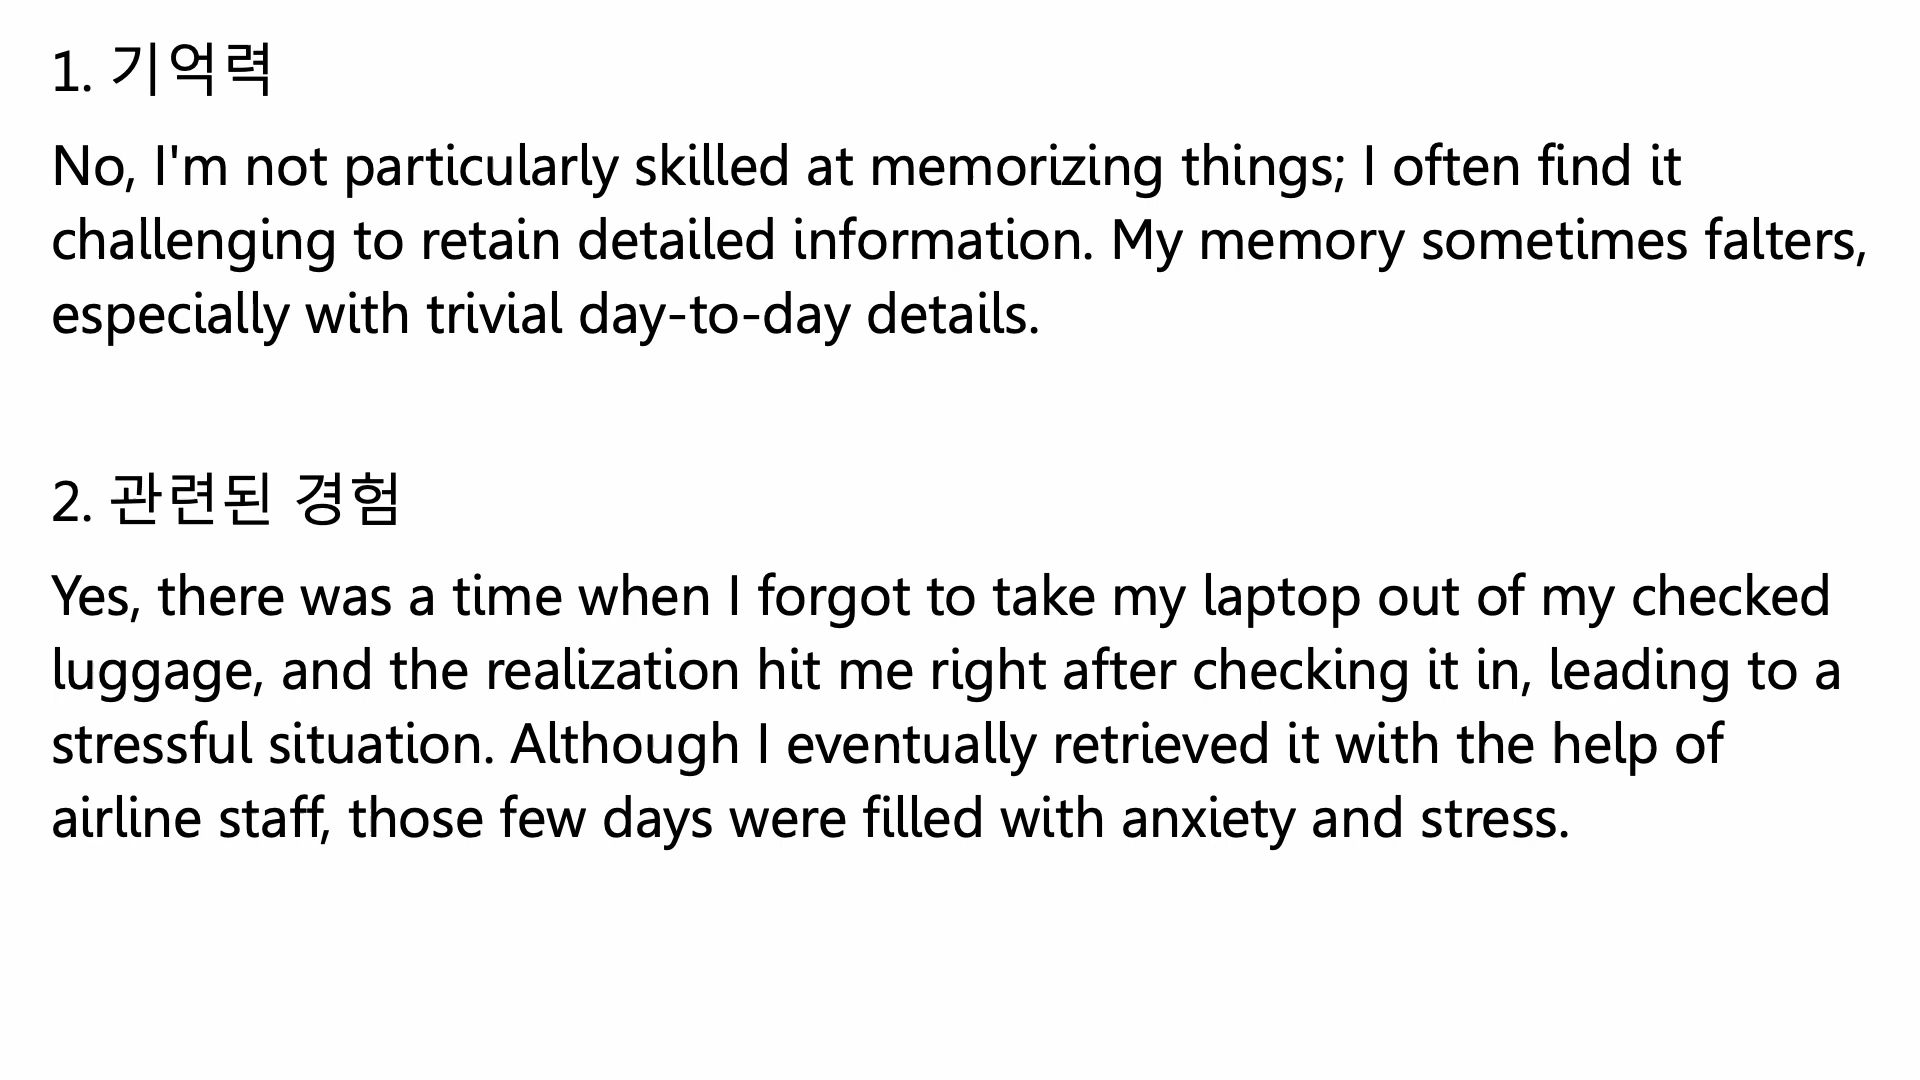 1. 기억력
No, I'm not particularly skilled at memorizing things; I often find it
challenging to retain detailed information. My memory sometimes falters,
especially with trivial day-to-day details.
2. 관련된 경험
Yes, there was a time when I forgot to take my laptop out of my checked
luggage, and the realization hit me right after checking it in, leading to a
stressful situation. Although I eventually retrieved it with the help of
airline staff, those few days were filled with anxiety and stress.